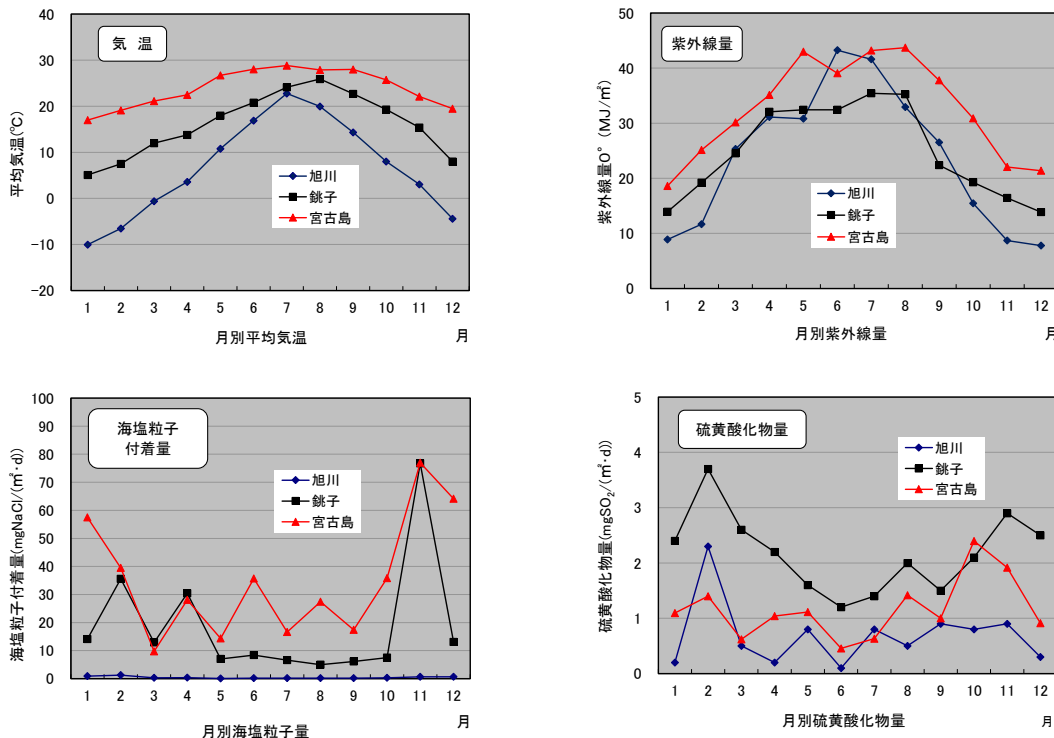 気 温
40
30
20
10
0
-10
-20
平均気温(℃)
旭川
銚子
宮古島
1 2 3 4 5 6 7 8 9 10 11 12
月別平均気温 月
紫外線量
50
40
30
20
10
0
紫外線量0° (MJ/㎡)
旭川
銚子
宮古島
1 2 3 4 5 6 7 8 9 10 11 12
月別紫外線量 月
海塩粒子
付着量
100
90
80
70
60
50
40
30
20
10
0
海塩粒子付着量(mgNaCl/(㎡・d)
旭川
銚子
宮古島
1 2 3 4 5 6 7 8 9 10 11 12
月別海塩粒子量 月
硫黄酸化物量
5
4
3
2
1
0
硫黄酸化物量(mgSO₂/(㎡・d))
旭川
銚子
宮古島
1 2 3 4 5 6 7 8 9 10 11 12
月別硫黄酸化物量 月